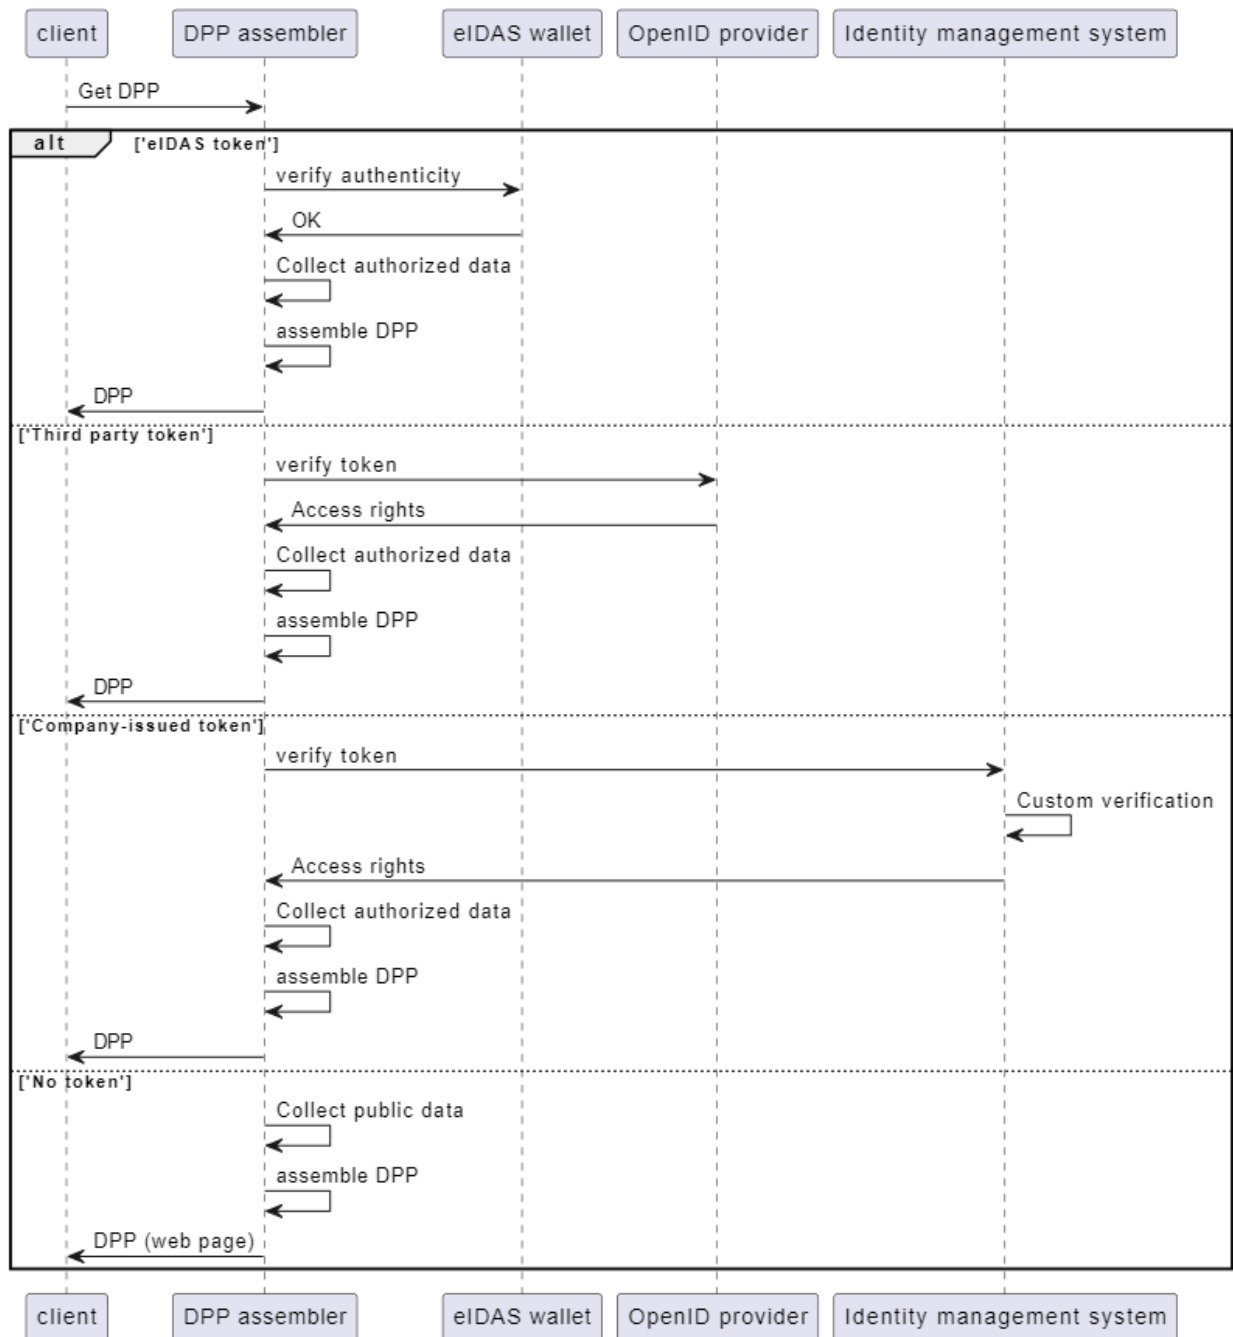 client DPP assembler eIDAS wallet OpenID provider Identity management system
Get DPP
alt ['eIDAS token']
verify authenticity
OK
Collect authorized data
assemble DPP
DPP
['Third party token']
verify token
Access rights
Collect authorized data
assemble DPP
DPP
['Company-issued token']
verify token
Custom verification
Access rights
Collect authorized data
assemble DPP
DPP
['No token']
Collect public data
assemble DPP
DPP (web page)
client DPP assembler eIDAS wallet OpenID provider Identity management system